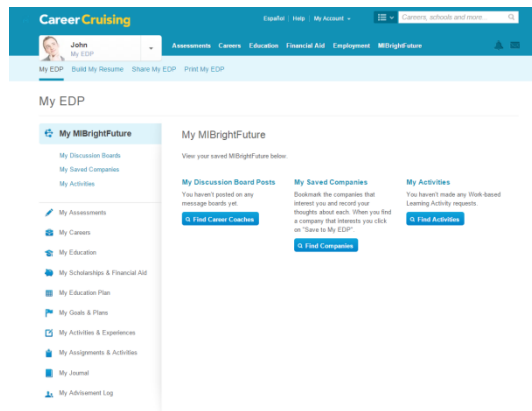 CareerCruising
Español | Help | My Account
Careers, schools and more...
John
My EDP
Assessments Careers Education Financial Aid Employment MIBrightFuture
My EDP Build My Resume Share My EDP Print My EDP
My EDP
My MIBrightFuture
My Discussion Boards
My Saved Companies
My Activities
My Assessments
My Careers
My Education
My Scholarships & Financial Aid
My Education Plan
My Goals & Plans
My Activities & Experiences
My Assignments & Activities
My Journal
My Advisement Log
My MIBrightFuture
View your saved MIBrightFuture below.
My Discussion Board Posts
You haven't posted on any
message boards yet.
Find Career Coaches
My Saved Companies
Bookmark the companies that
interest you and record your
thoughts about each. When you find
a company that interests you click
on "Save to My EDP".
Find Companies
My Activities
You haven't made any Work-based
Learning Activity requests
Find Activities